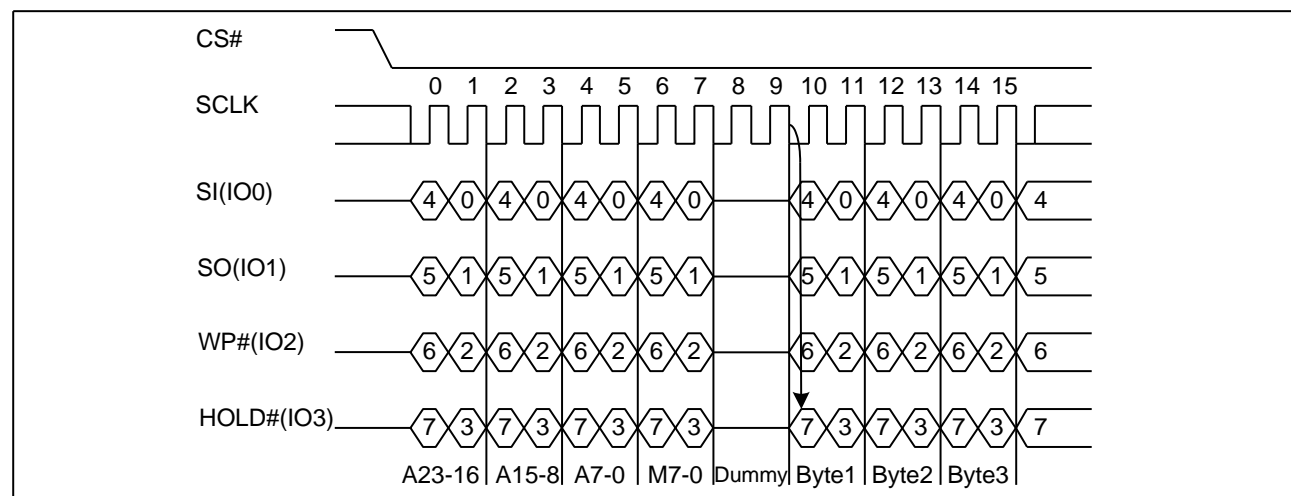 CS#
0 1 2 3 4 5 6 7 8 9 10 11 12 13 14 15
SCLK
SI(IO0) 4 0 4 0 4 0 4 0 4 0 4 0 4 0 4
SO(IO1) 5 1 5 1 5 1 5 1 5 1 5 1 5 1 5
WP#(IO2) 6 2 6 2 6 2 6 2 6 2 6 2 6 2 6
HOLD#(IO3) 7 3 7 3 7 3 7 3 7 3 7 3 7 3 7
A23-16 A15-8 A7-0 M7-0 Dummy Byte1 Byte2 Byte3